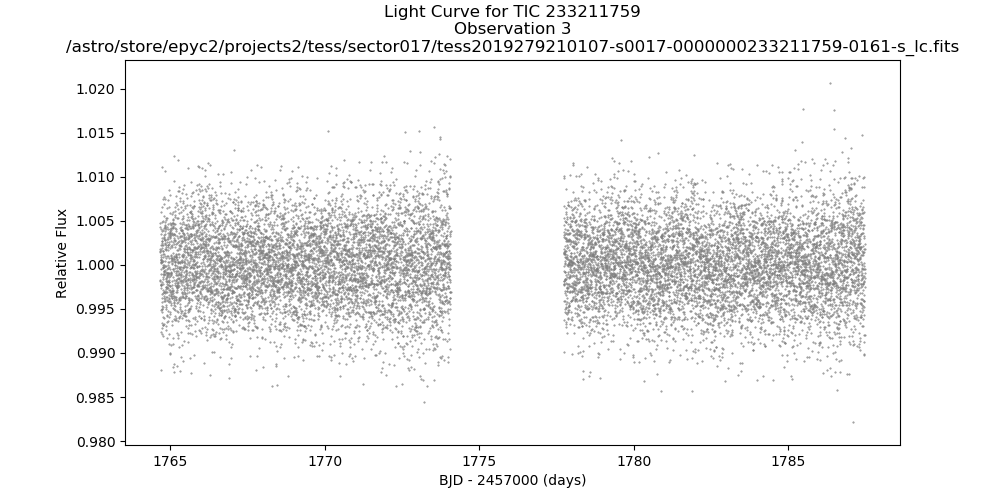 Light Curve for TIC 233211759
Observation 3
/astro/store/epyc2/projects2/tess/sector017/tess2019279210107-s0017-0000000233211759-0161-s_lc.fits
1.020
1.015
1.010
1.005
1.000
0.995
0.990
0.985
0.980
Relative Flux
1765 1770 1775 1780 1785
BJD - 2457000 (days)